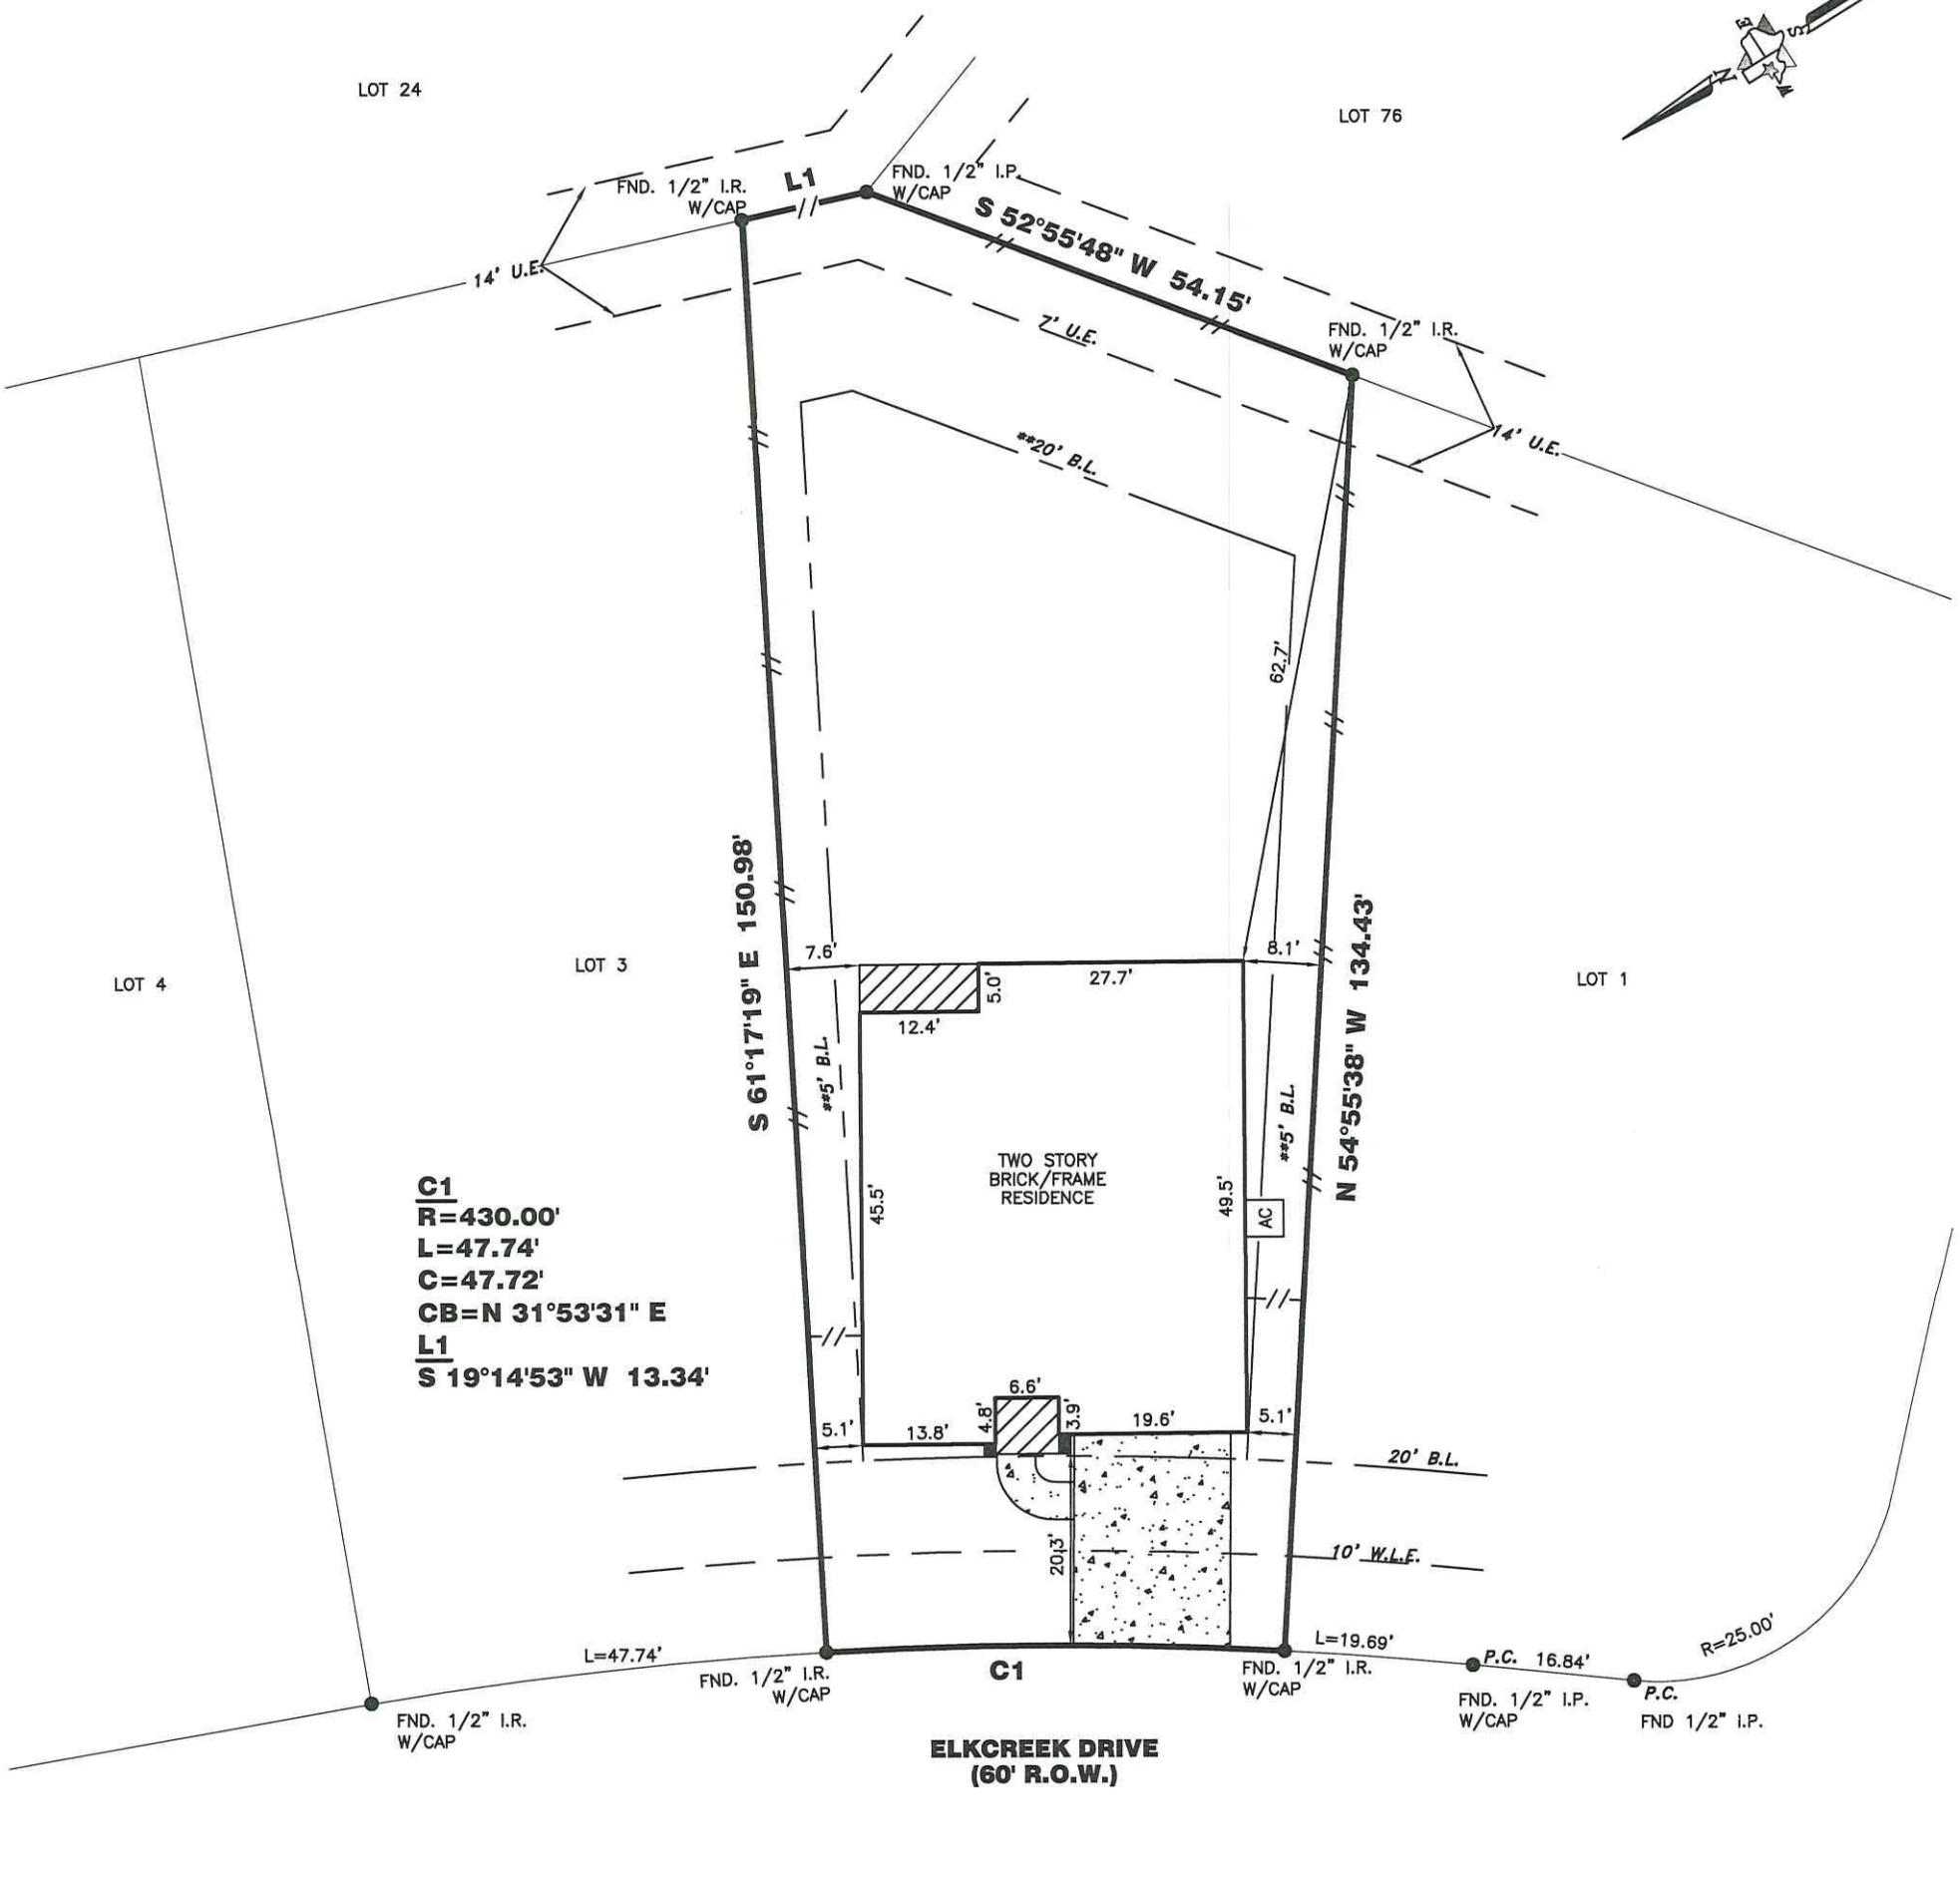 E
S
N
W
LOT 24
LOT 76
FND. 1/2" I.R.
W/CAP
L1
FND. 1/2" I.P.
W/CAP
S 52°55'48" W 54.15'
14' U.E.
7' U.E.
FND. 1/2" I.R.
W/CAP
14' U.E.
**20' B.L.
62.7'
S 61°17'19" E 150.98'
N 54°55'38" W 134.43'
LOT 4
LOT 3
LOT 1
7.6'
8.1'
5.0'
27.7'
12.4'
**5' B.L.
**5' B.L.
TWO STORY
BRICK/FRAME
RESIDENCE
45.5'
49.5'
AC
C1
R=430.00'
L=47.74'
C=47.72'
CB=N 31°53'31" E
L1
S 19°14'53" W 13.34'
6.6'
4.8'
3.9'
5.1'
13.8'
19.6'
5.1'
20' B.L.
20.3'
10' W.L.E.
L=47.74'
FND. 1/2" I.R.
W/CAP
C1
L=19.69'
FND. 1/2" I.R.
W/CAP
P.C. 16.84'
FND. 1/2" I.P.
W/CAP
R=25.00'
P.C.
FND 1/2" I.P.
FND. 1/2" I.R.
W/CAP
ELKCREEK DRIVE
(60' R.O.W.)